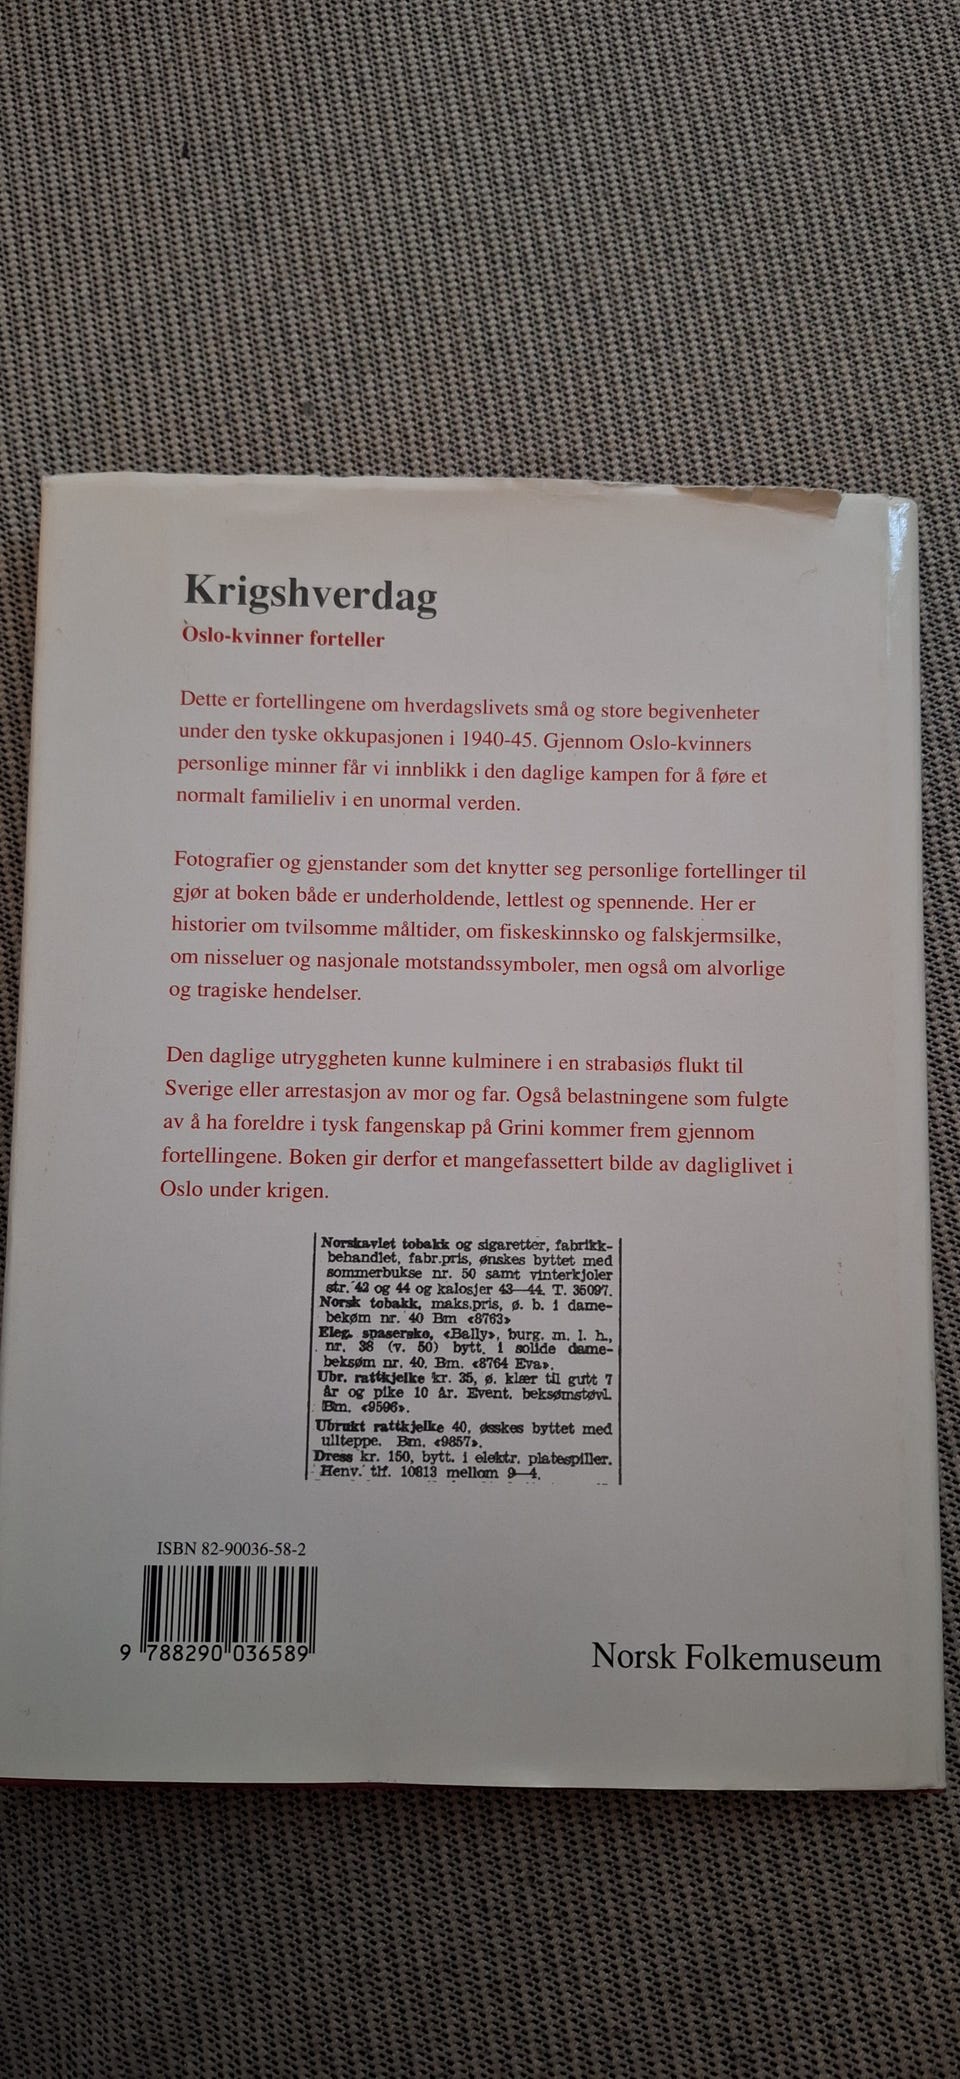 Krigshverdag
Oslo-kvinner forteller
Dette er fortellingene om hverdagslivets små og store begivenheter
under den tyske okkupasjonen i 1940-45. Gjennom Oslo-kvinners
personlige minner får vi innblikk i den daglige kampen for å føre et
normalt familieliv i en unormal verden.
Fotografier og gjenstander som det knytter seg personlige fortellinger til
gjør at boken både er underholdende, lettlest og spennende. Her er
historier om tvilsomme måltider, om fiskeskinnsko og falskjermsilke,
om nisseluer og nasjonale motstandssymboler, men også om alvorlige
og tragiske hendelser.
Den daglige utryggheten kunne kulminere i en strabasiøs flukt til
Sverige eller arrestasjon av mor og far. Også belastningene som fulgte
av å ha foreldre i tysk fangenskap på Grini kommer frem gjennom
fortellingene. Boken gir derfor et mangefassettert bilde av dagliglivet i
Oslo under krigen.
Norskavlet tobakk og sigaretter, fabrikk-
behandlet, fabr.pris, ønskes byttet med
sommerbukse nr. 50 samt vinterkjoler
str. 42 og 44 og kalosjer 43—44. T. 36097.
Norsk tobakk, maks.pris, ø. b. i dame-
bekøm nr. 40 Bm «8763»
Eleg. spasersko, «Bally», burg. m. l. h.,
nr. 38 (v. 50) bytt. i solide dame-
beksøm nr. 40. Bm. «8764 Eva».
Ubr. rattkjelke kr. 35, ø. klær til gutt 7
år og pike 10 år. Event. beksømstøvl.
Bm. «9596».
Ubrukt rattkjelke 40, øsskes byttet med
ullteppe. Bm. «9857».
Dress kr. 150, bytt. i elektr. platespiller.
Henv. tlf. 10813 mellom 9—4.
ISBN 82-90036-58-2
9 788290 036589
Norsk Folkemuseum